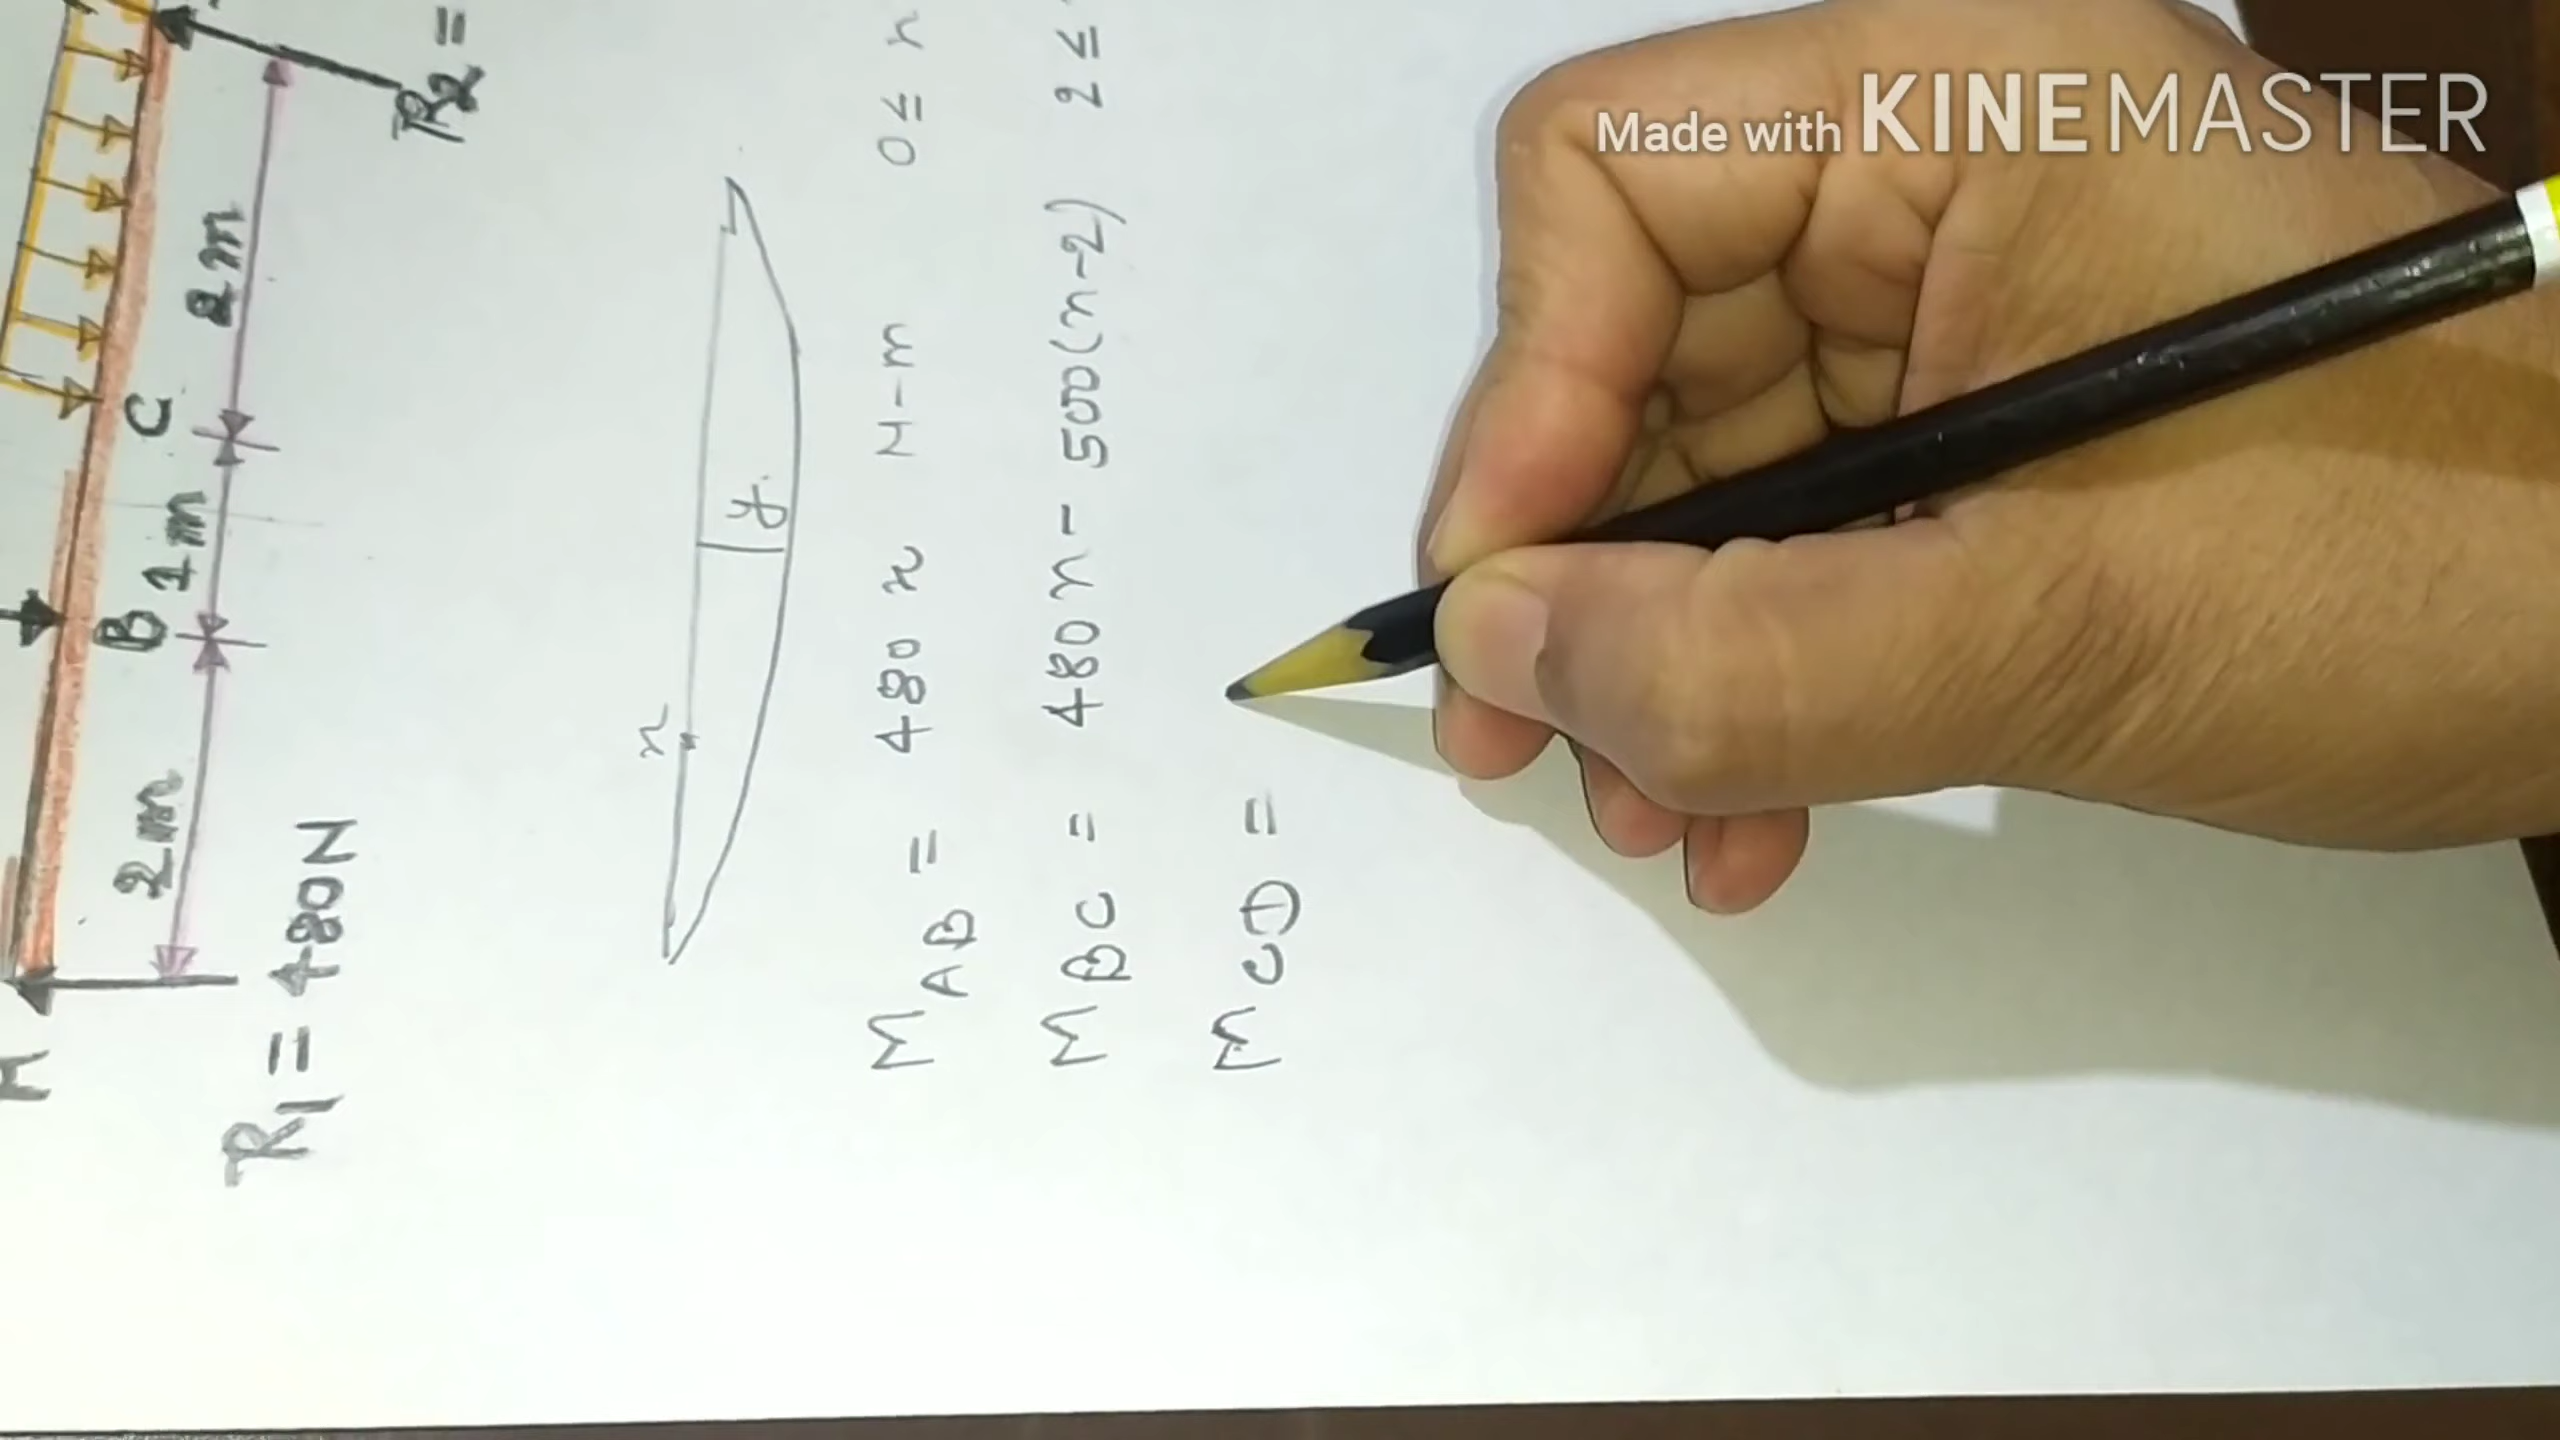 Made with KINEMASTER
A
B
C
2m
1m
2m
R1 = 480N
R2 =
x
y
MAB = 480 x N-m 0 ≤ x
MBC = 480x - 500(x-2) 2 ≤
MCD =